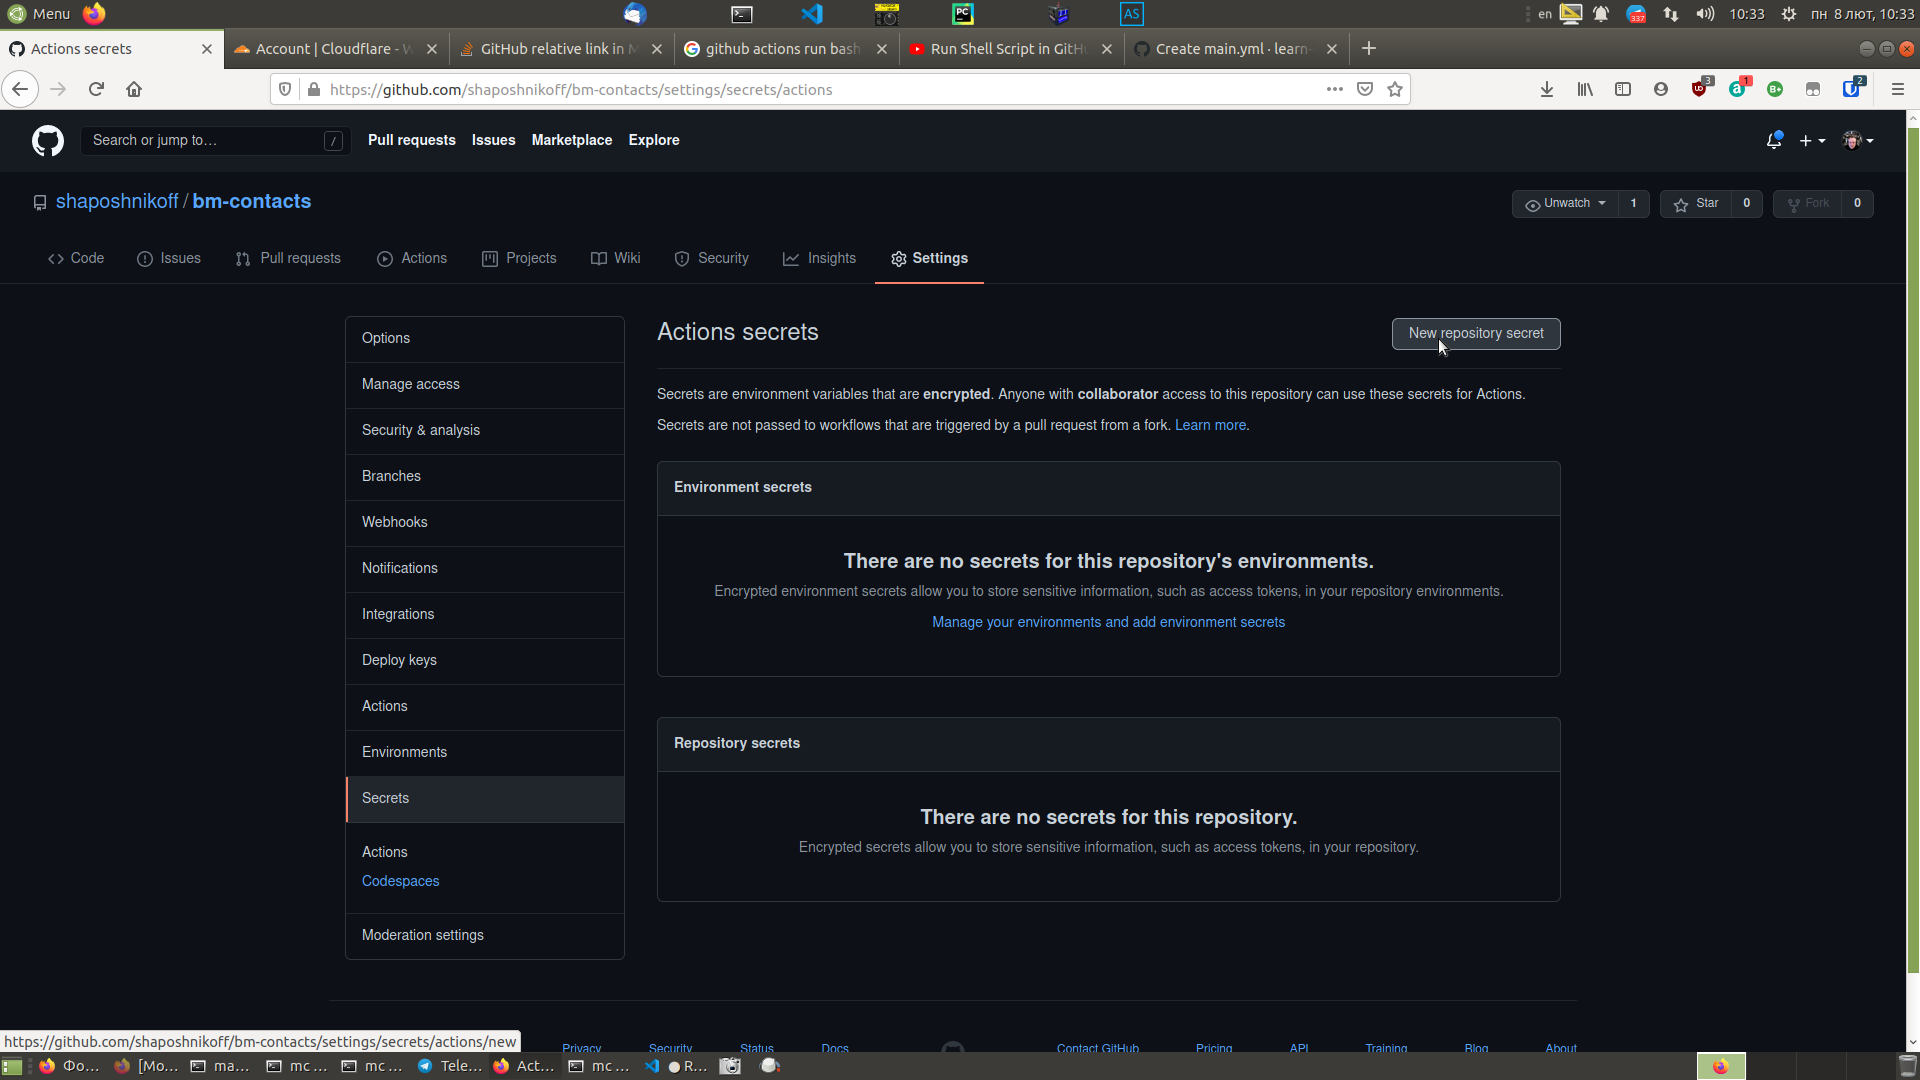 Menu
en
337
10:33
пн 8 лют, 10:33
Actions secrets
Account | Cloudflare - W
GitHub relative link in M
github actions run bash
Run Shell Script in GitHu
Create main.yml · learn-
https://github.com/shaposhnikoff/bm-contacts/settings/secrets/actions
3
1
2
Search or jump to…
/
Pull requests
Issues
Marketplace
Explore
shaposhnikoff / bm-contacts
Unwatch 1
Star 0
Fork 0
Code
Issues
Pull requests
Actions
Projects
Wiki
Security
Insights
Settings
Options
Manage access
Security & analysis
Branches
Webhooks
Notifications
Integrations
Deploy keys
Actions
Environments
Secrets
Actions
Codespaces
Moderation settings
Actions secrets
New repository secret
Secrets are environment variables that are encrypted. Anyone with collaborator access to this repository can use these secrets for Actions.
Secrets are not passed to workflows that are triggered by a pull request from a fork. Learn more.
Environment secrets
There are no secrets for this repository's environments.
Encrypted environment secrets allow you to store sensitive information, such as access tokens, in your repository environments.
Manage your environments and add environment secrets
Repository secrets
There are no secrets for this repository.
Encrypted secrets allow you to store sensitive information, such as access tokens, in your repository.
https://github.com/shaposhnikoff/bm-contacts/settings/secrets/actions/new
Privacy
Security
Status
Docs
Contact GitHub
Pricing
API
Training
Blog
About
Фо...
[Mo...
ma...
mc ...
mc ...
Tele...
Act...
mc ...
R...